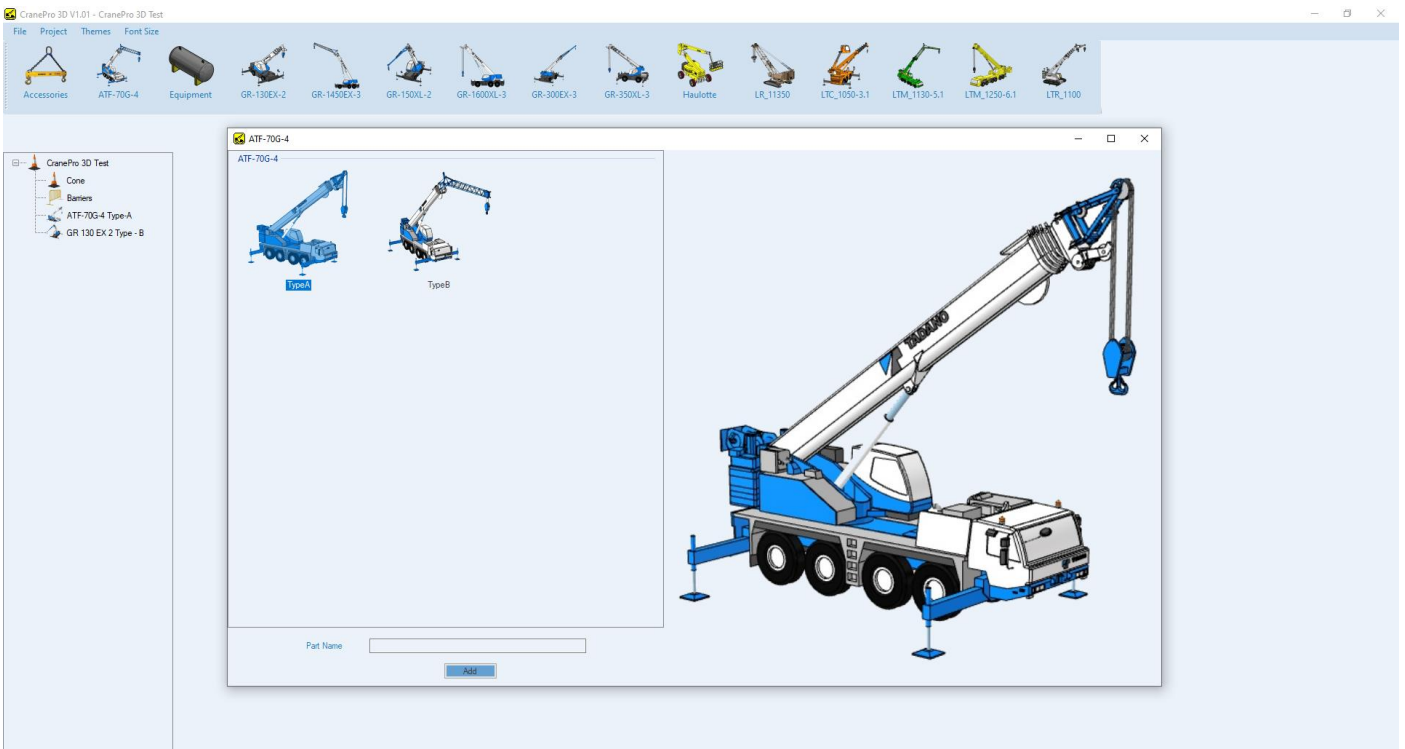 CranePro 3D V1.01 - CranePro 3D Test
File Project Themes Font Size
Accessories ATF-70G-4 Equipment GR-130EX-2 GR-1450EX-3 GR-150XL-2 GR-1600XL-3 GR-300EX-3 GR-350XL-3 Haulotte LR_11350 LTC_1050-3.1 LTM_1130-5.1 LTM_1250-6.1 LTR_1100
CranePro 3D Test
Cone
Barriers
ATF-70G-4 Type-A
GR 130 EX 2 Type - B
ATF-70G-4
ATF-70G-4
TypeA TypeB
TADANO
Part Name
Add